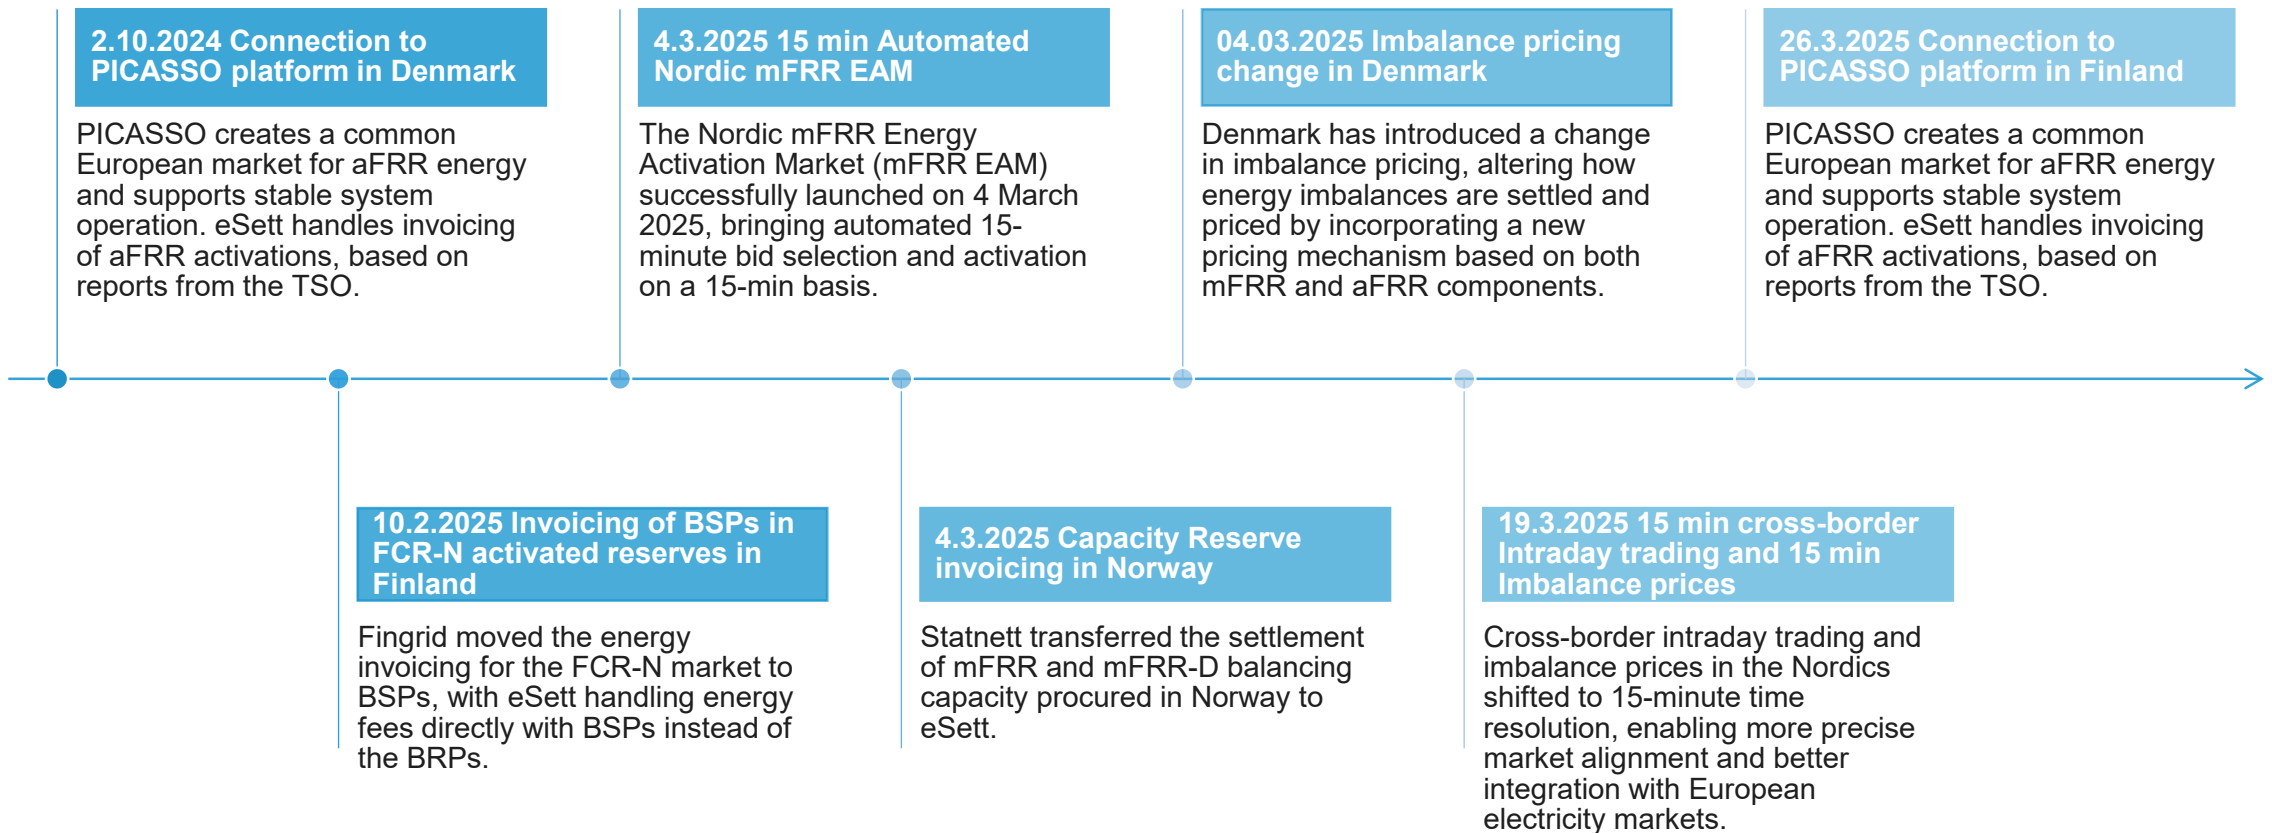 2.10.2024 Connection to
PICASSO platform in Denmark
PICASSO creates a common
European market for aFRR energy
and supports stable system
operation. eSett handles invoicing
of aFRR activations, based on
reports from the TSO.
10.2.2025 Invoicing of BSPs in
FCR-N activated reserves in
Finland
Fingrid moved the energy
invoicing for the FCR-N market to
BSPs, with eSett handling energy
fees directly with BSPs instead of
the BRPs.
4.3.2025 15 min Automated
Nordic mFRR EAM
The Nordic mFRR Energy
Activation Market (mFRR EAM)
successfully launched on 4 March
2025, bringing automated 15-
minute bid selection and activation
on a 15-min basis.
4.3.2025 Capacity Reserve
invoicing in Norway
Statnett transferred the settlement
of mFRR and mFRR-D balancing
capacity procured in Norway to
eSett.
04.03.2025 Imbalance pricing
change in Denmark
Denmark has introduced a change
in imbalance pricing, altering how
energy imbalances are settled and
priced by incorporating a new
pricing mechanism based on both
mFRR and aFRR components.
19.3.2025 15 min cross-border
Intraday trading and 15 min
Imbalance prices
Cross-border intraday trading and
imbalance prices in the Nordics
shifted to 15-minute time
resolution, enabling more precise
market alignment and better
integration with European
electricity markets.
26.3.2025 Connection to
PICASSO platform in Finland
PICASSO creates a common
European market for aFRR energy
and supports stable system
operation. eSett handles invoicing
of aFRR activations, based on
reports from the TSO.